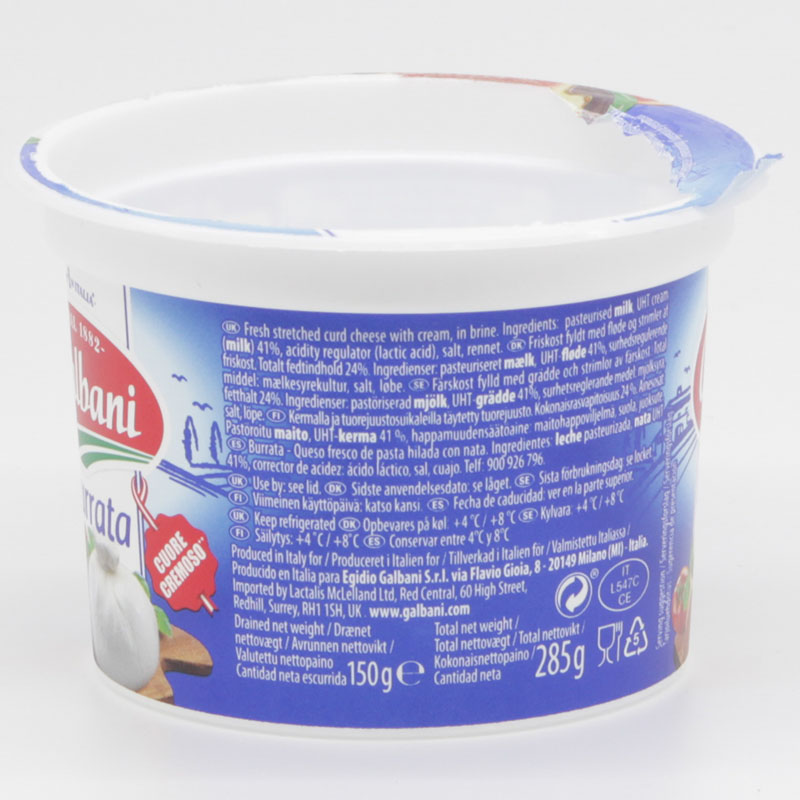 ITALIA
1882-
lbani
rrata
CUORE
CREMOSO
UK Fresh stretched curd cheese with cream, in brine. Ingredients: pasteurised milk, UHT cream
(milk) 41%, acidity regulator (lactic acid), salt, rennet. DK Friskost fyldt med fløde og strimler af
friskost. Totalt fedtindhold 24%. Ingredienser: pasteuriseret mælk, UHT fløde 41%, surhedsregulerende
middel: mælkesyrekultur, salt, løbe. SE Färskost fylld med grädde och strimlor av färskost. Total
fetthalt 24%. Ingredienser: pastöriserad mjölk, UHT-grädde 41%, surhetsreglerande medel: mjölksyra,
salt, löpe. FI Kermalla ja tuorejuustosuikaleilla täytetty tuorejuusto. Kokonaisrasvapitoisuus 24%. Ainesosat:
Pastöroitu maito, UHT-kerma 41 %, happamuudensäätöaine: maitohappoviljelmä, suola, juoksute.
ES Burrata - Queso fresco de pasta hilada con nata. Ingredientes: leche pasteurizada, nata UHT
41%, corrector de acidez: ácido láctico, sal, cuajo. Telf: 900 926 796.
UK Use by: see lid. DK Sidste anvendelsesdato: se låget. SE Sista förbrukningsdag: se locket
FI Viimeinen käyttöpäivä: katso kansi. ES Fecha de caducidad: ver en la parte superior.
UK Keep refrigerated DK Opbevares på køl. +4°C/+8°C SE Kylvara. +4°C/+8°C
FI Säilytys: +4°C/+8°C ES Conservar entre 4°C y 8°C
Produced in Italy for / Produceret i Italien for / Tillverkad i Italien för / Valmistettu Italiassa /
Producido en Italia para Egidio Galbani S.r.l. via Flavio Gioia, 8 - 20149 Milano (MI) - Italia.
Imported by Lactalis McLelland Ltd, Red Central, 60 High Street,
Redhill, Surrey, RH1 1SH, UK. www.galbani.com
Drained net weight / Drænet
nettovægt / Avrunnen nettovikt /
Valutettu nettopaino
Cantidad neta escurrida 150g e
Total net weight /
Total nettovægt / Total nettovikt /
Kokonaisnettopaino /
Cantidad neta 285g
IT
L547C
CE
5
Serving suggestion / Serveringsforslag / Serveringsförslag